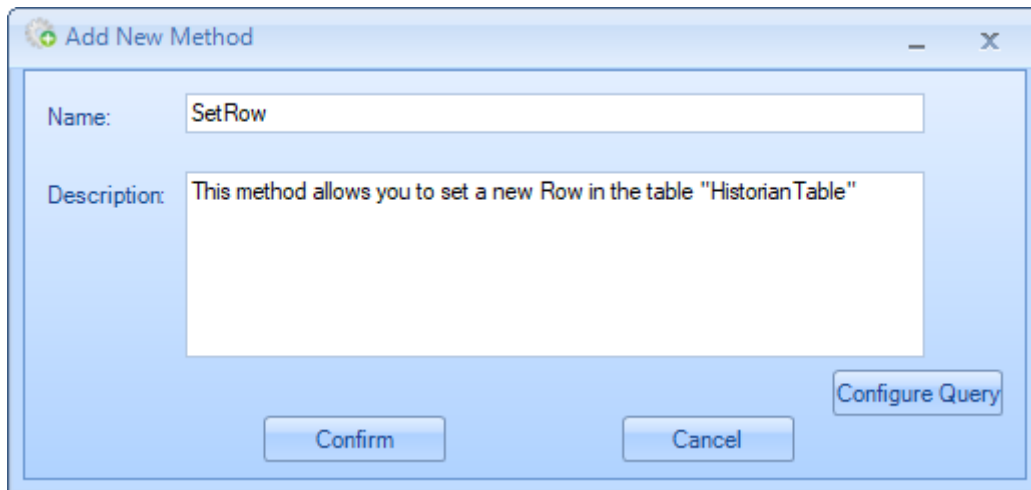 Add New Method
Name:
SetRow
Description:
This method allows you to set a new Row in the table "HistorianTable"
Configure Query
Confirm
Cancel